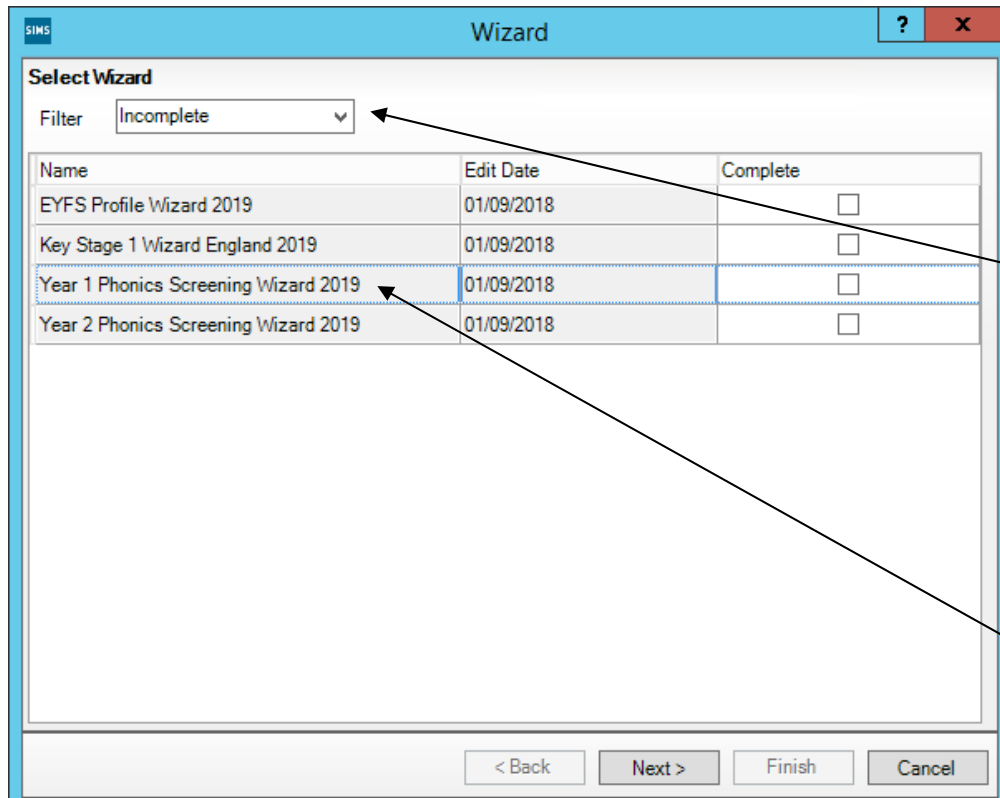 SIMS Wizard ? x
Select Wizard
Filter Incomplete
Name Edit Date Complete
EYFS Profile Wizard 2019 01/09/2018
Key Stage 1 Wizard England 2019 01/09/2018
Year 1 Phonics Screening Wizard 2019 01/09/2018
Year 2 Phonics Screening Wizard 2019 01/09/2018
< Back Next > Finish Cancel